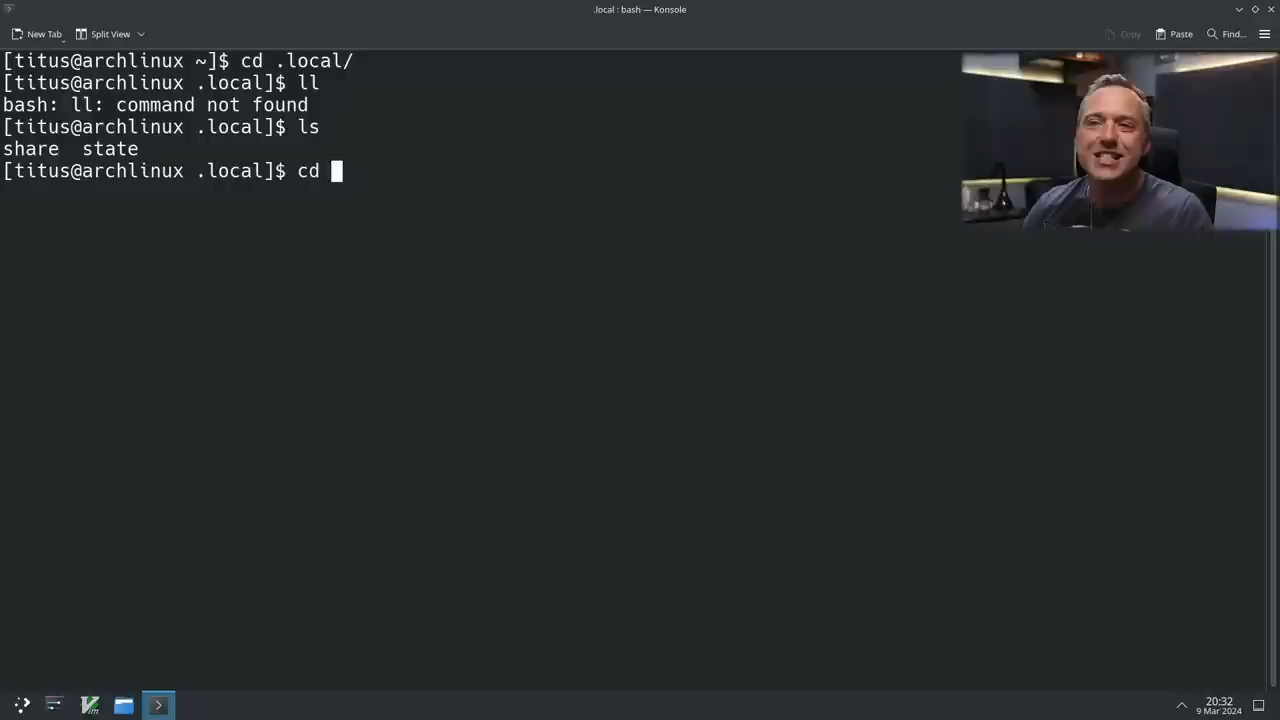 .local : bash — Konsole
New Tab
Split View
Copy
Paste
Find...
[titus@archlinux ~]$ cd .local/
[titus@archlinux .local]$ ll
bash: ll: command not found
[titus@archlinux .local]$ ls
share  state
[titus@archlinux .local]$ cd
20:32
9 Mar 2024